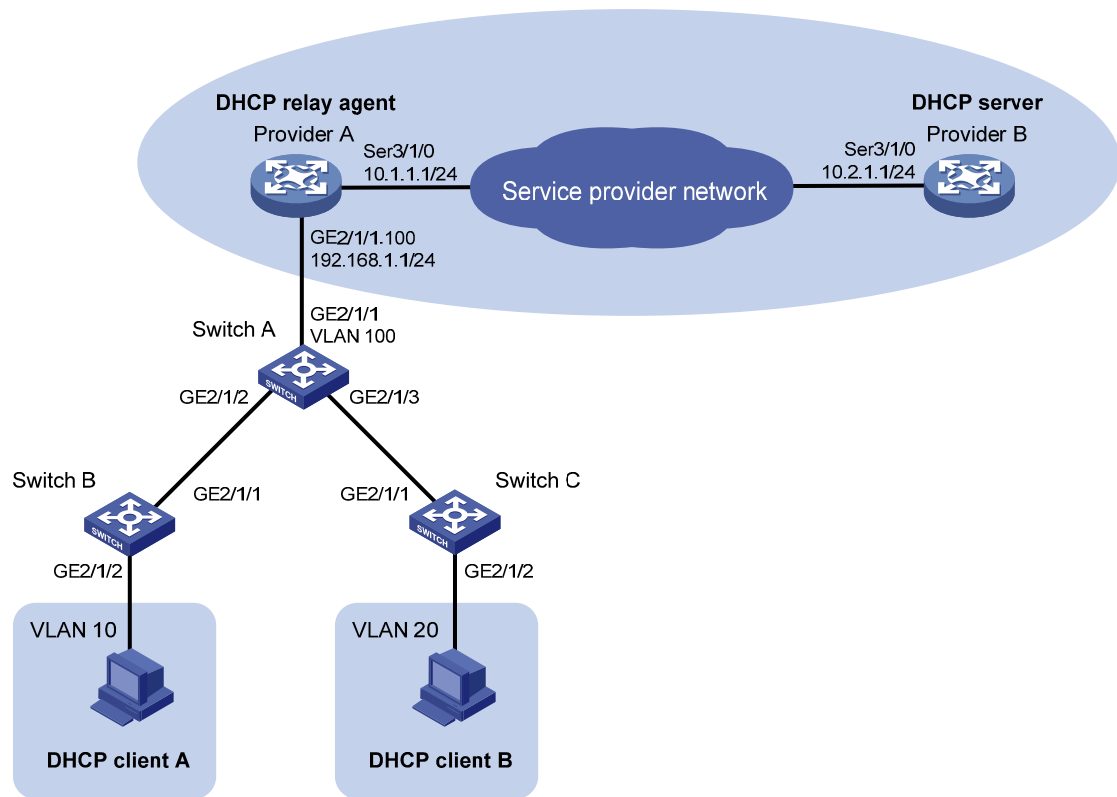 DHCP relay agent
Provider A
Ser3/1/0
10.1.1.1/24
Service provider network
DHCP server
Provider B
Ser3/1/0
10.2.1.1/24
GE2/1/1.100
192.168.1.1/24
GE2/1/1
VLAN 100
Switch A
SWITCH
GE2/1/2
GE2/1/3
Switch B
GE2/1/1
SWITCH
GE2/1/2
Switch C
GE2/1/1
SWITCH
GE2/1/2
VLAN 10
DHCP client A
VLAN 20
DHCP client B